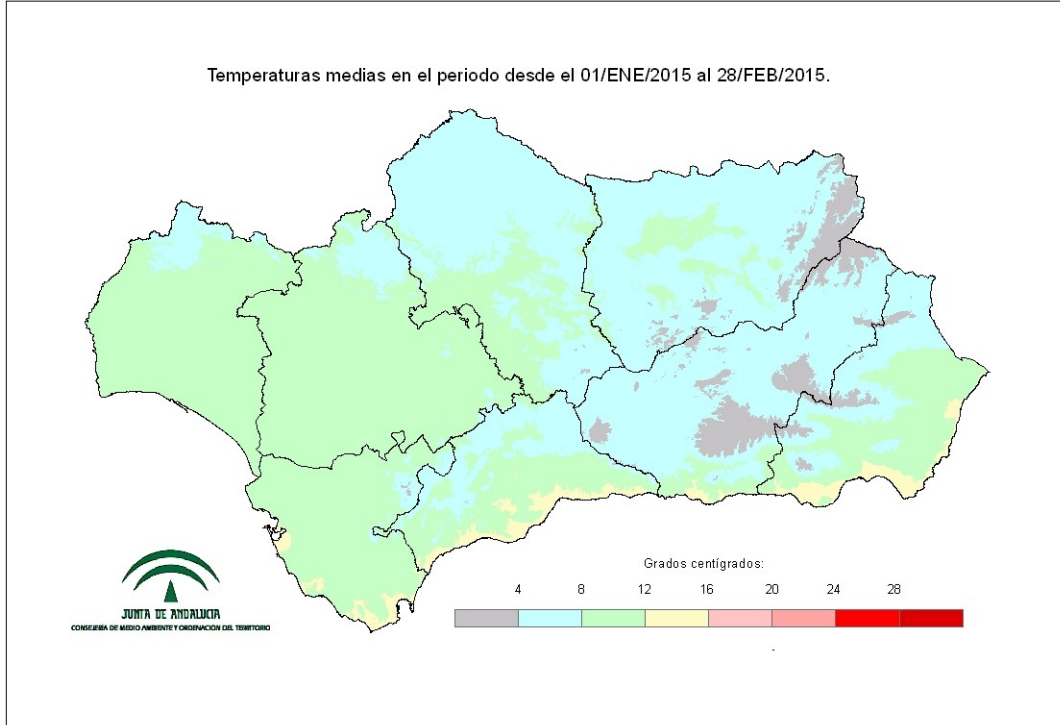 Temperaturas medias en el periodo desde el 01/ENE/2015 al 28/FEB/2015.
Grados centígrados:
4 8 12 16 20 24 28
JUNTA DE ANDALUCIA
CONSEJERÍA DE MEDIO AMBIENTE Y ORDENACIÓN DEL TERRITORIO